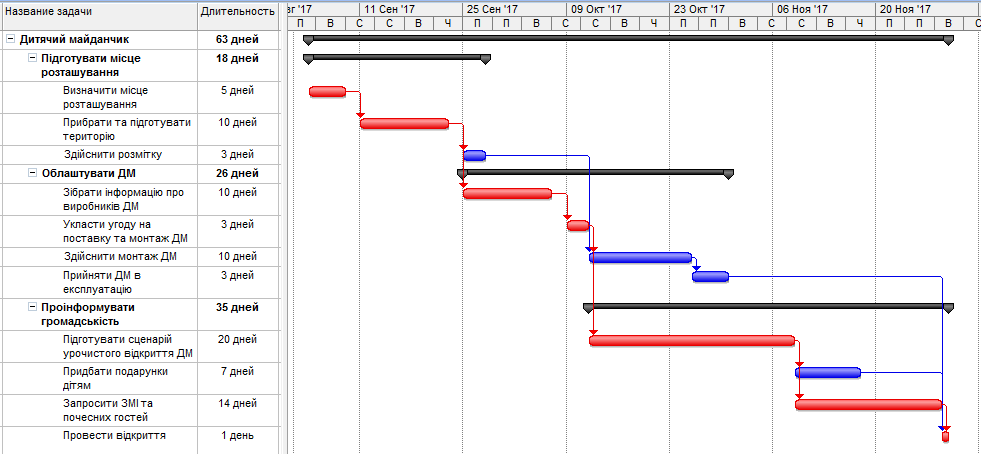 Название задачи Длительность вг '17 11 Сен '17 25 Сен '17 09 Окт '17 23 Окт '17 06 Ноя '17 20 Ноя '17
П В С Ч П В С Ч П В С Ч П
Дитячий майданчик 63 дней
Підготувати місце 18 дней
розташування
Визначити місце 5 дней
розташування
Прибрати та підготувати 10 дней
територію
Здійснити розмітку 3 дней
Облаштувати ДМ 26 дней
Зібрати інформацію про 10 дней
виробників ДМ
Укласти угоду на 3 дней
поставку та монтаж ДМ
Здійснити монтаж ДМ 10 дней
Прийняти ДМ в 3 дней
експлуатацію
Проінформувати 35 дней
громадськість
Підготувати сценарій 20 дней
урочистого відкриття ДМ
Придбати подарунки 7 дней
дітям
Запросити ЗМІ та 14 дней
почесних гостей
Провести відкриття 1 день